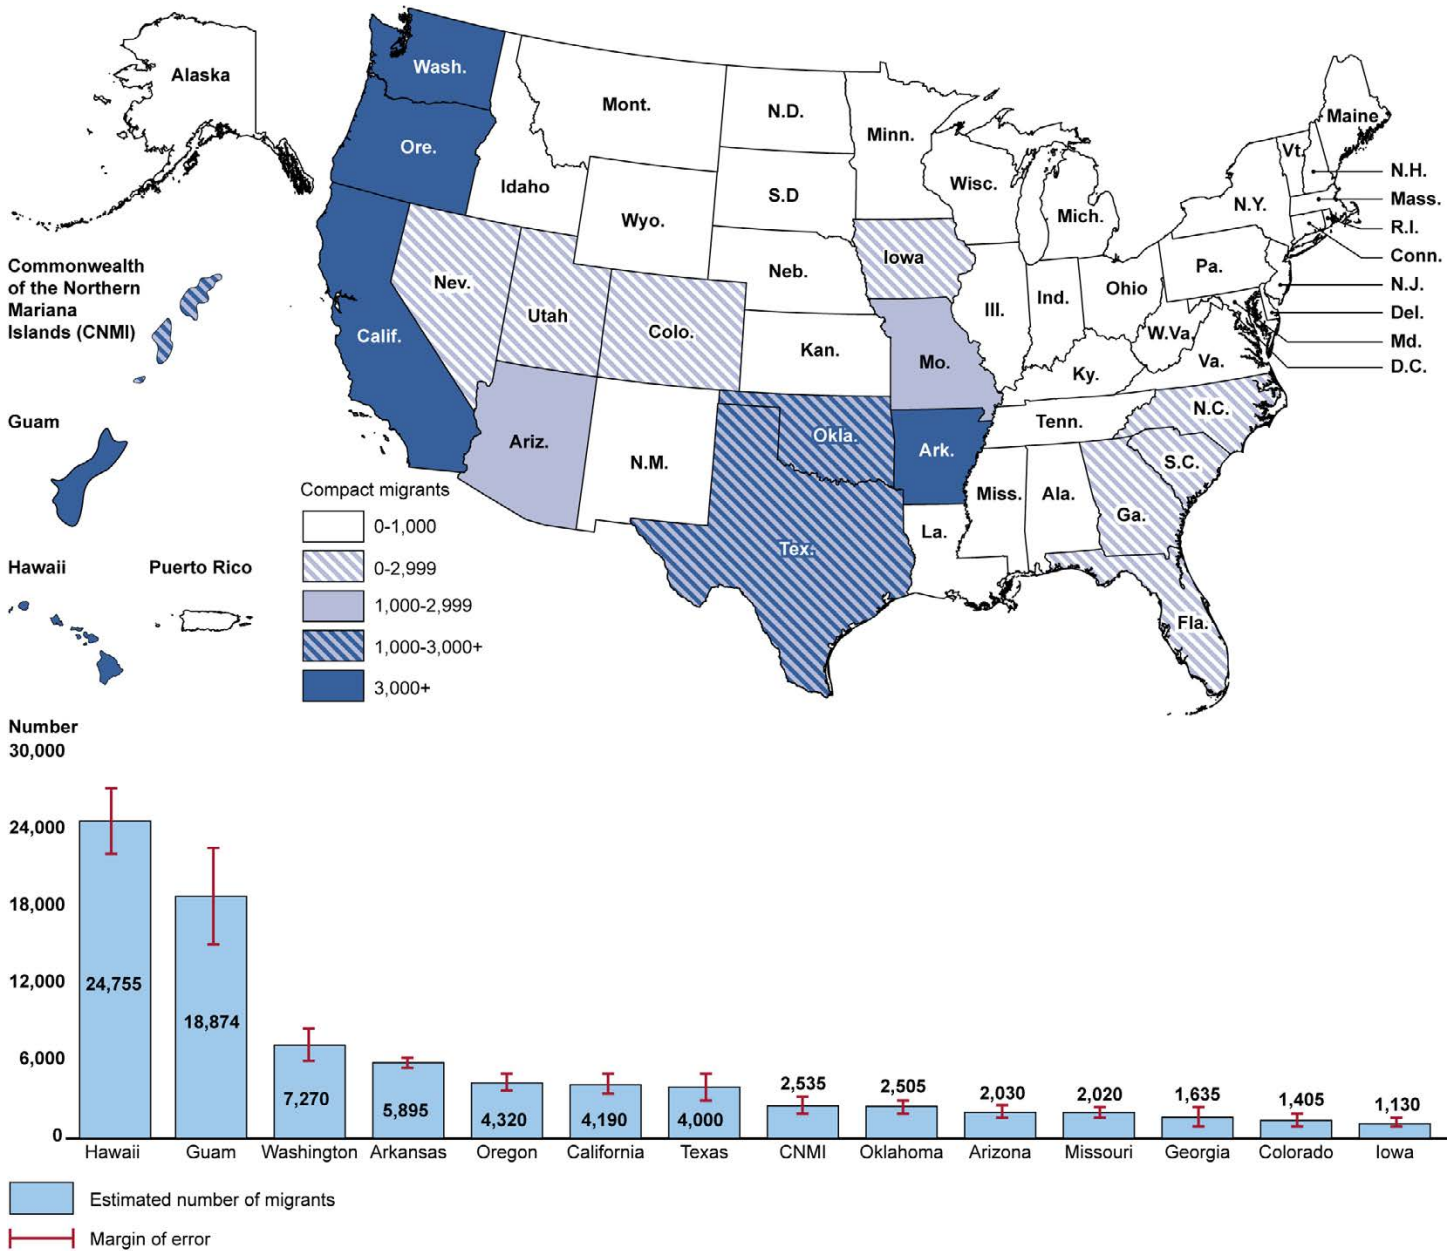 Alaska
Wash.
Mont.
N.D.
Minn.
Maine
Ore.
Idaho
Wyo.
S.D
Wisc.
Mich.
Vt.
N.Y.
N.H.
Mass.
R.I.
Conn.
N.J.
Del.
Md.
D.C.
Commonwealth
of the Northern
Mariana
Islands (CNMI)
Nev.
Utah
Colo.
Neb.
Iowa
Ill.
Ind.
Ohio
Pa.
W.Va
Va.
Calif.
Kan.
Mo.
Ky.
Guam
Ariz.
N.M.
Okla.
Ark.
Tenn.
N.C.
S.C.
Miss.
Ala.
Ga.
La.
Tex.
Fla.
Hawaii
Puerto Rico
Compact migrants
0-1,000
0-2,999
1,000-2,999
1,000-3,000+
3,000+
Number
30,000
24,000
18,000
12,000
6,000
0
24,755
18,874
7,270
5,895
4,320
4,190
4,000
2,535
2,505
2,030
2,020
1,635
1,405
1,130
Hawaii
Guam
Washington
Arkansas
Oregon
California
Texas
CNMI
Oklahoma
Arizona
Missouri
Georgia
Colorado
Iowa
Estimated number of migrants
Margin of error